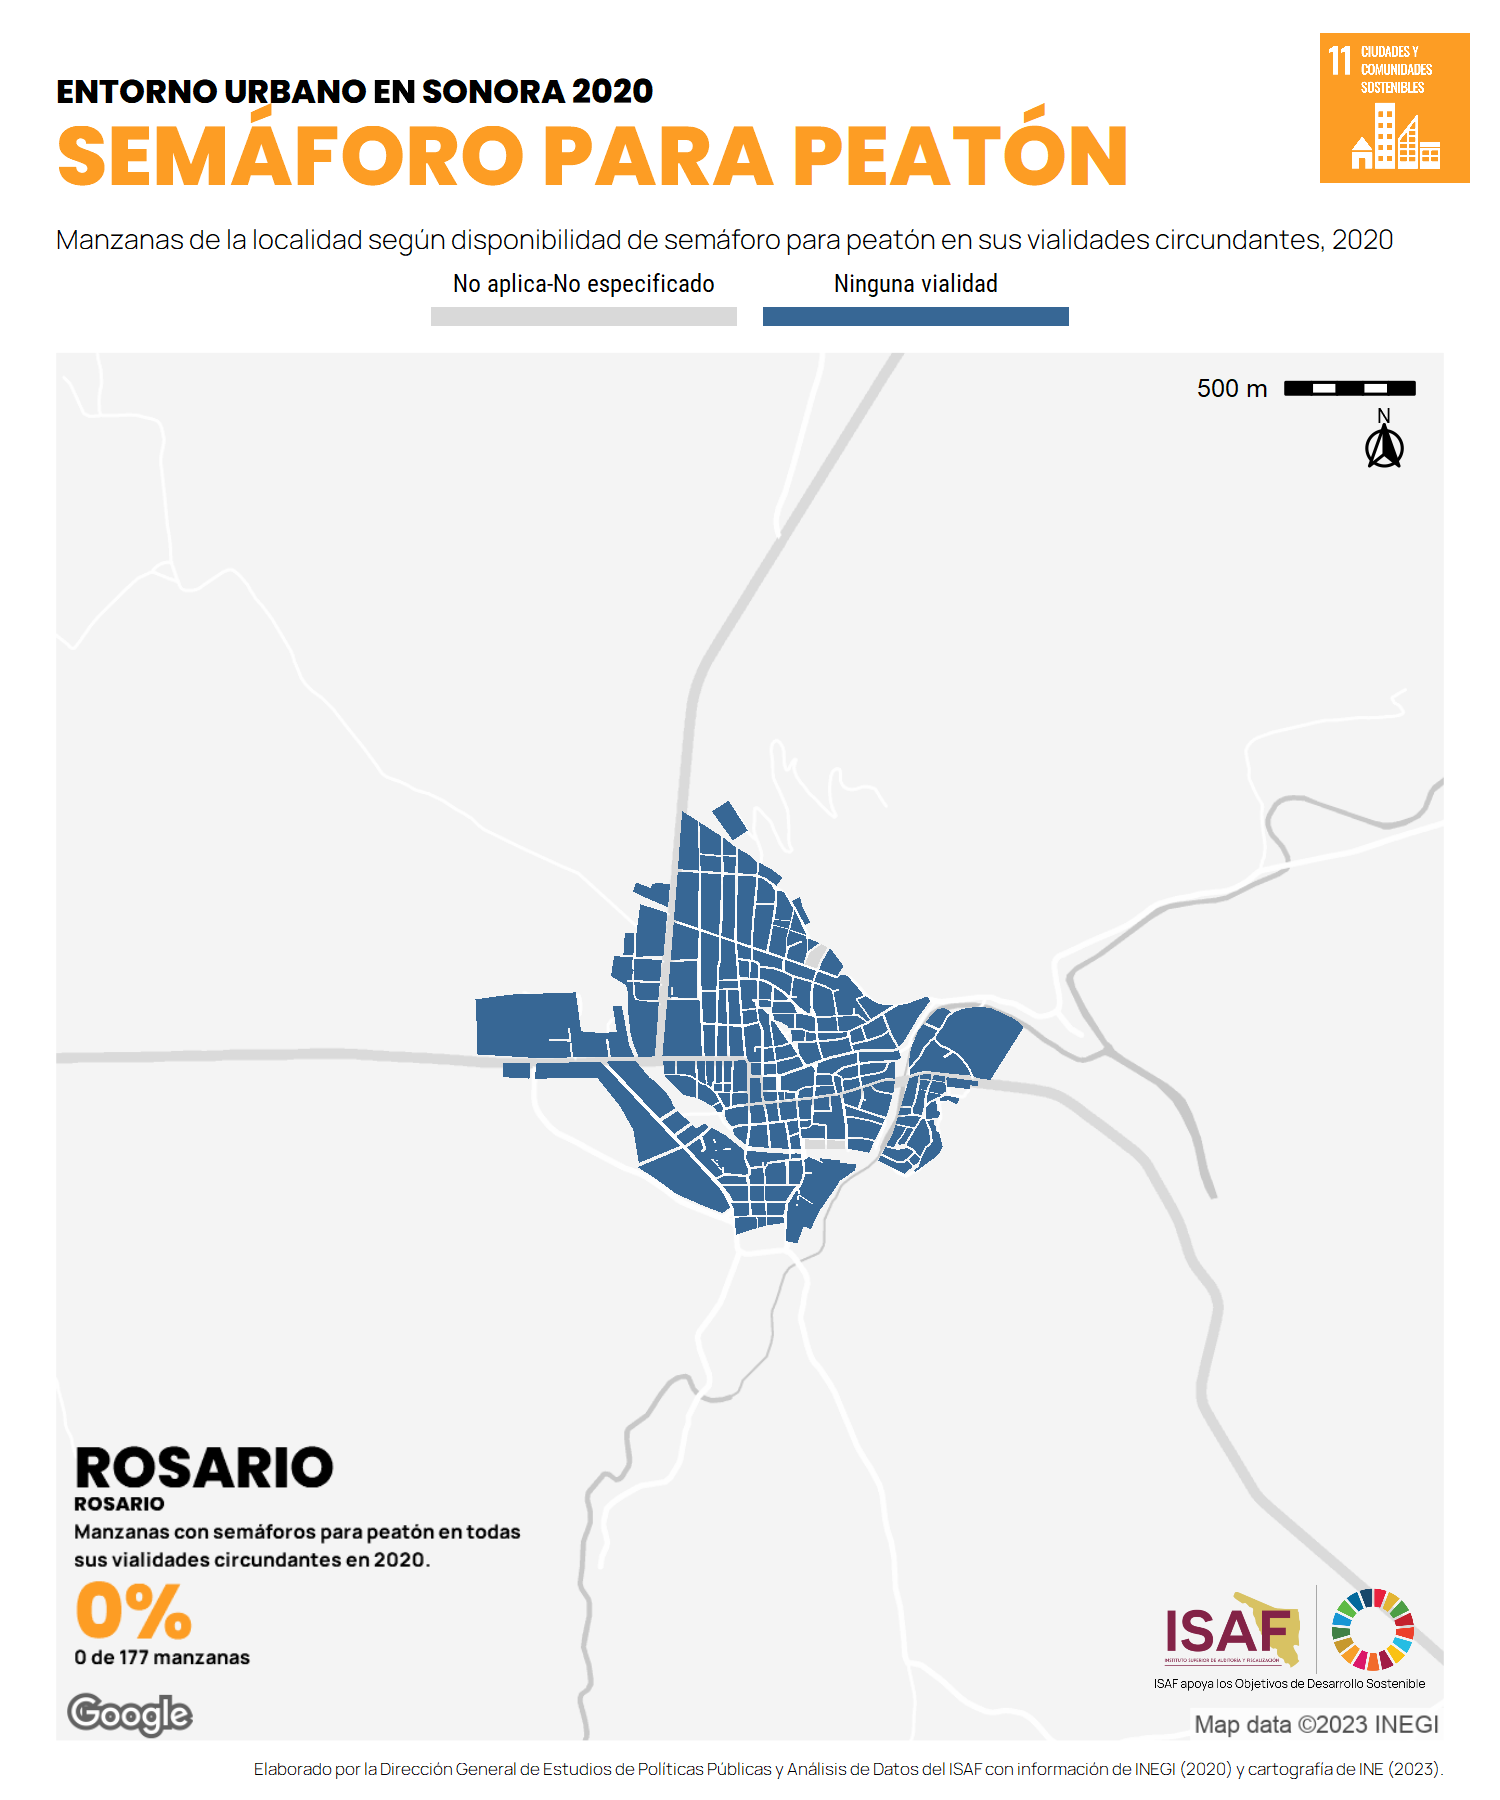 ENTORNO URBANO EN SONORA 2020
SEMÁFORO PARA PEATÓN
11 CIUDADES Y
COMUNIDADES
SOSTENIBLES
Manzanas de la localidad según disponibilidad de semáforo para peatón en sus vialidades circundantes, 2020
No aplica-No especificado
Ninguna vialidad
500 m
N
ROSARIO
ROSARIO
Manzanas con semáforos para peatón en todas
sus vialidades circundantes en 2020.
0%
0 de 177 manzanas
Google
ISAF
INSTITUTO SUPERIOR DE AUDITORÍA Y FISCALIZACIÓN
ISAF apoya los Objetivos de Desarrollo Sostenible
Map data ©2023 INEGI
Elaborado por la Dirección General de Estudios de Políticas Públicas y Análisis de Datos del ISAF con información de INEGI (2020) y cartografía de INE (2023).